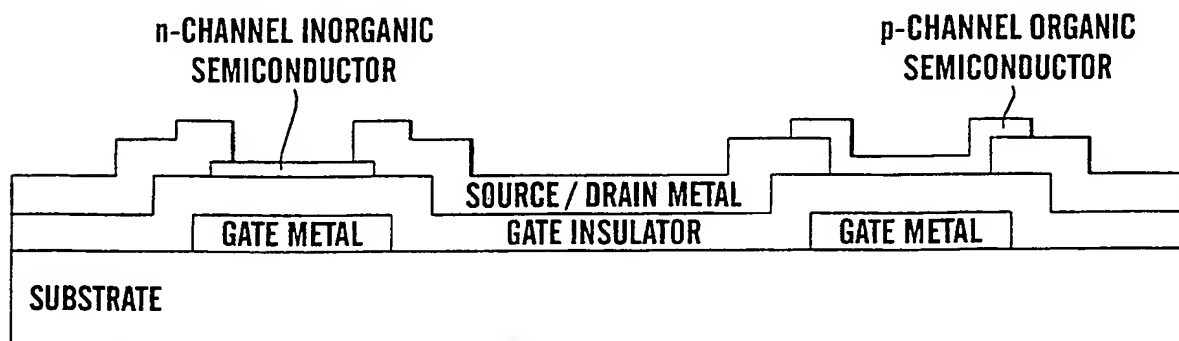 n-CHANNEL INORGANIC
SEMICONDUCTOR
p-CHANNEL ORGANIC
SEMICONDUCTOR
SOURCE / DRAIN METAL
GATE METAL
GATE INSULATOR
GATE METAL
SUBSTRATE